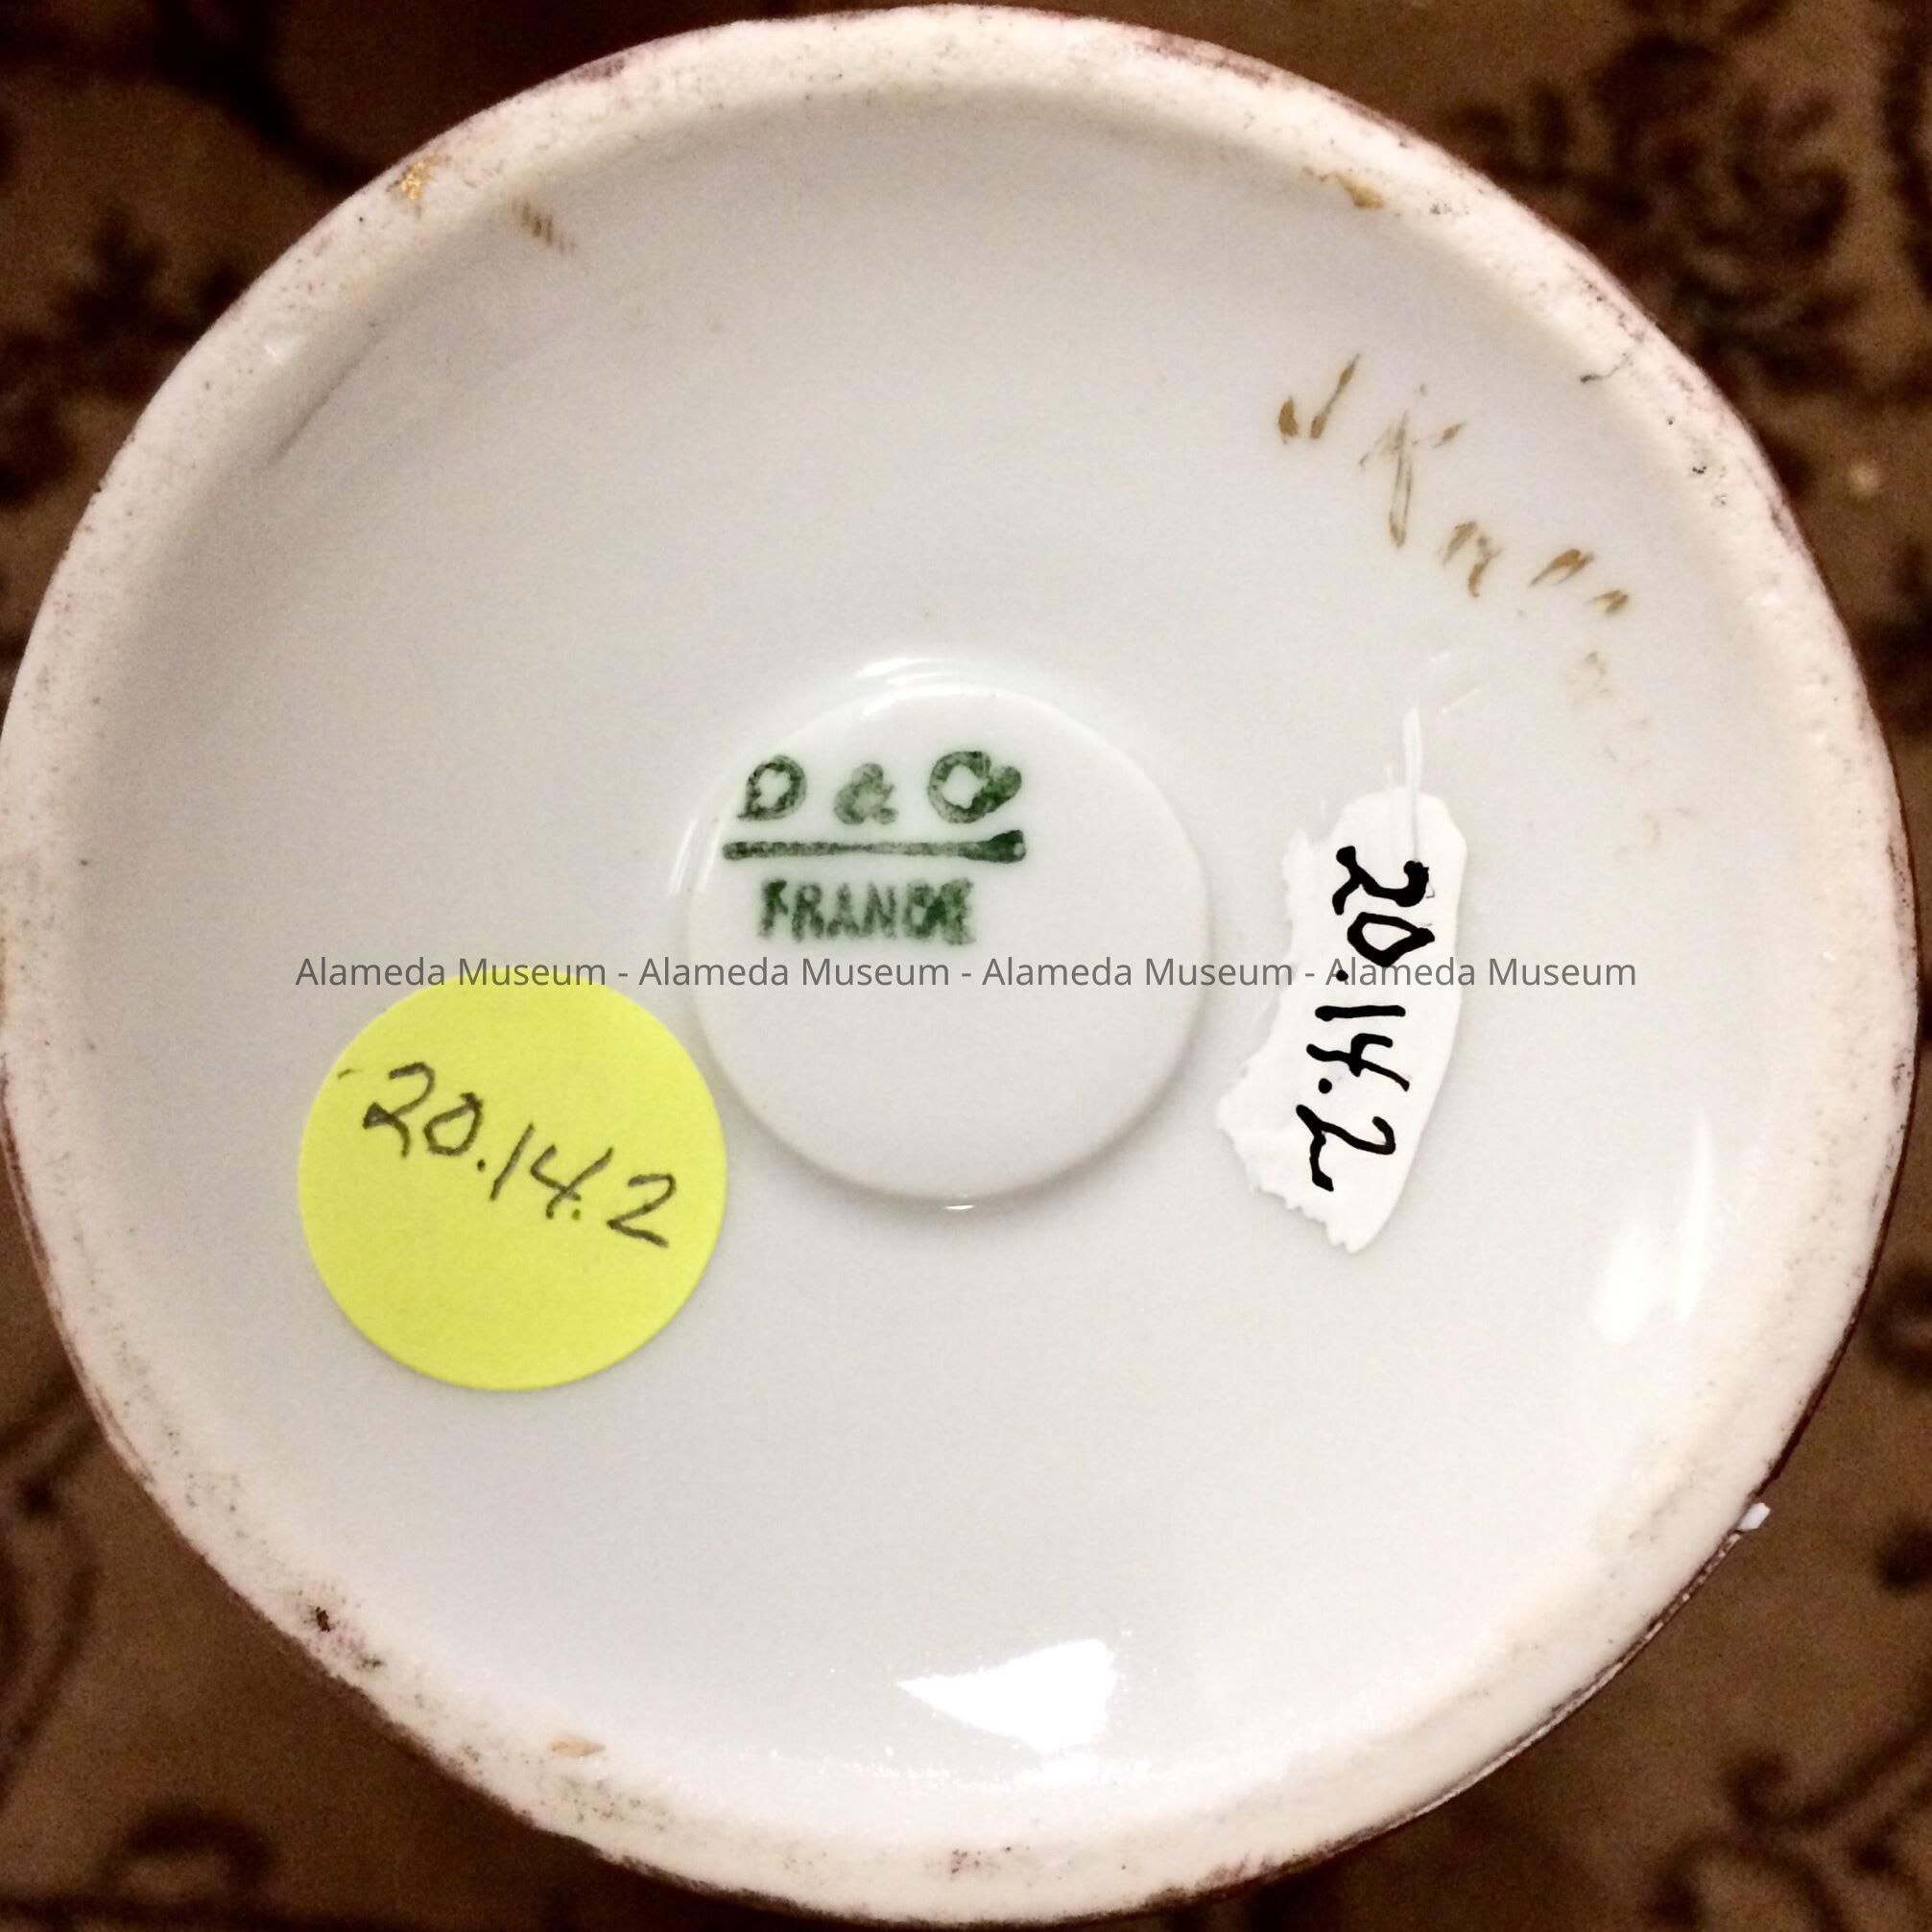 D & Co
FRANCE
Alameda Museum - Alameda Museum - Alameda Museum - Alameda Museum
20.14.2
20.14.2